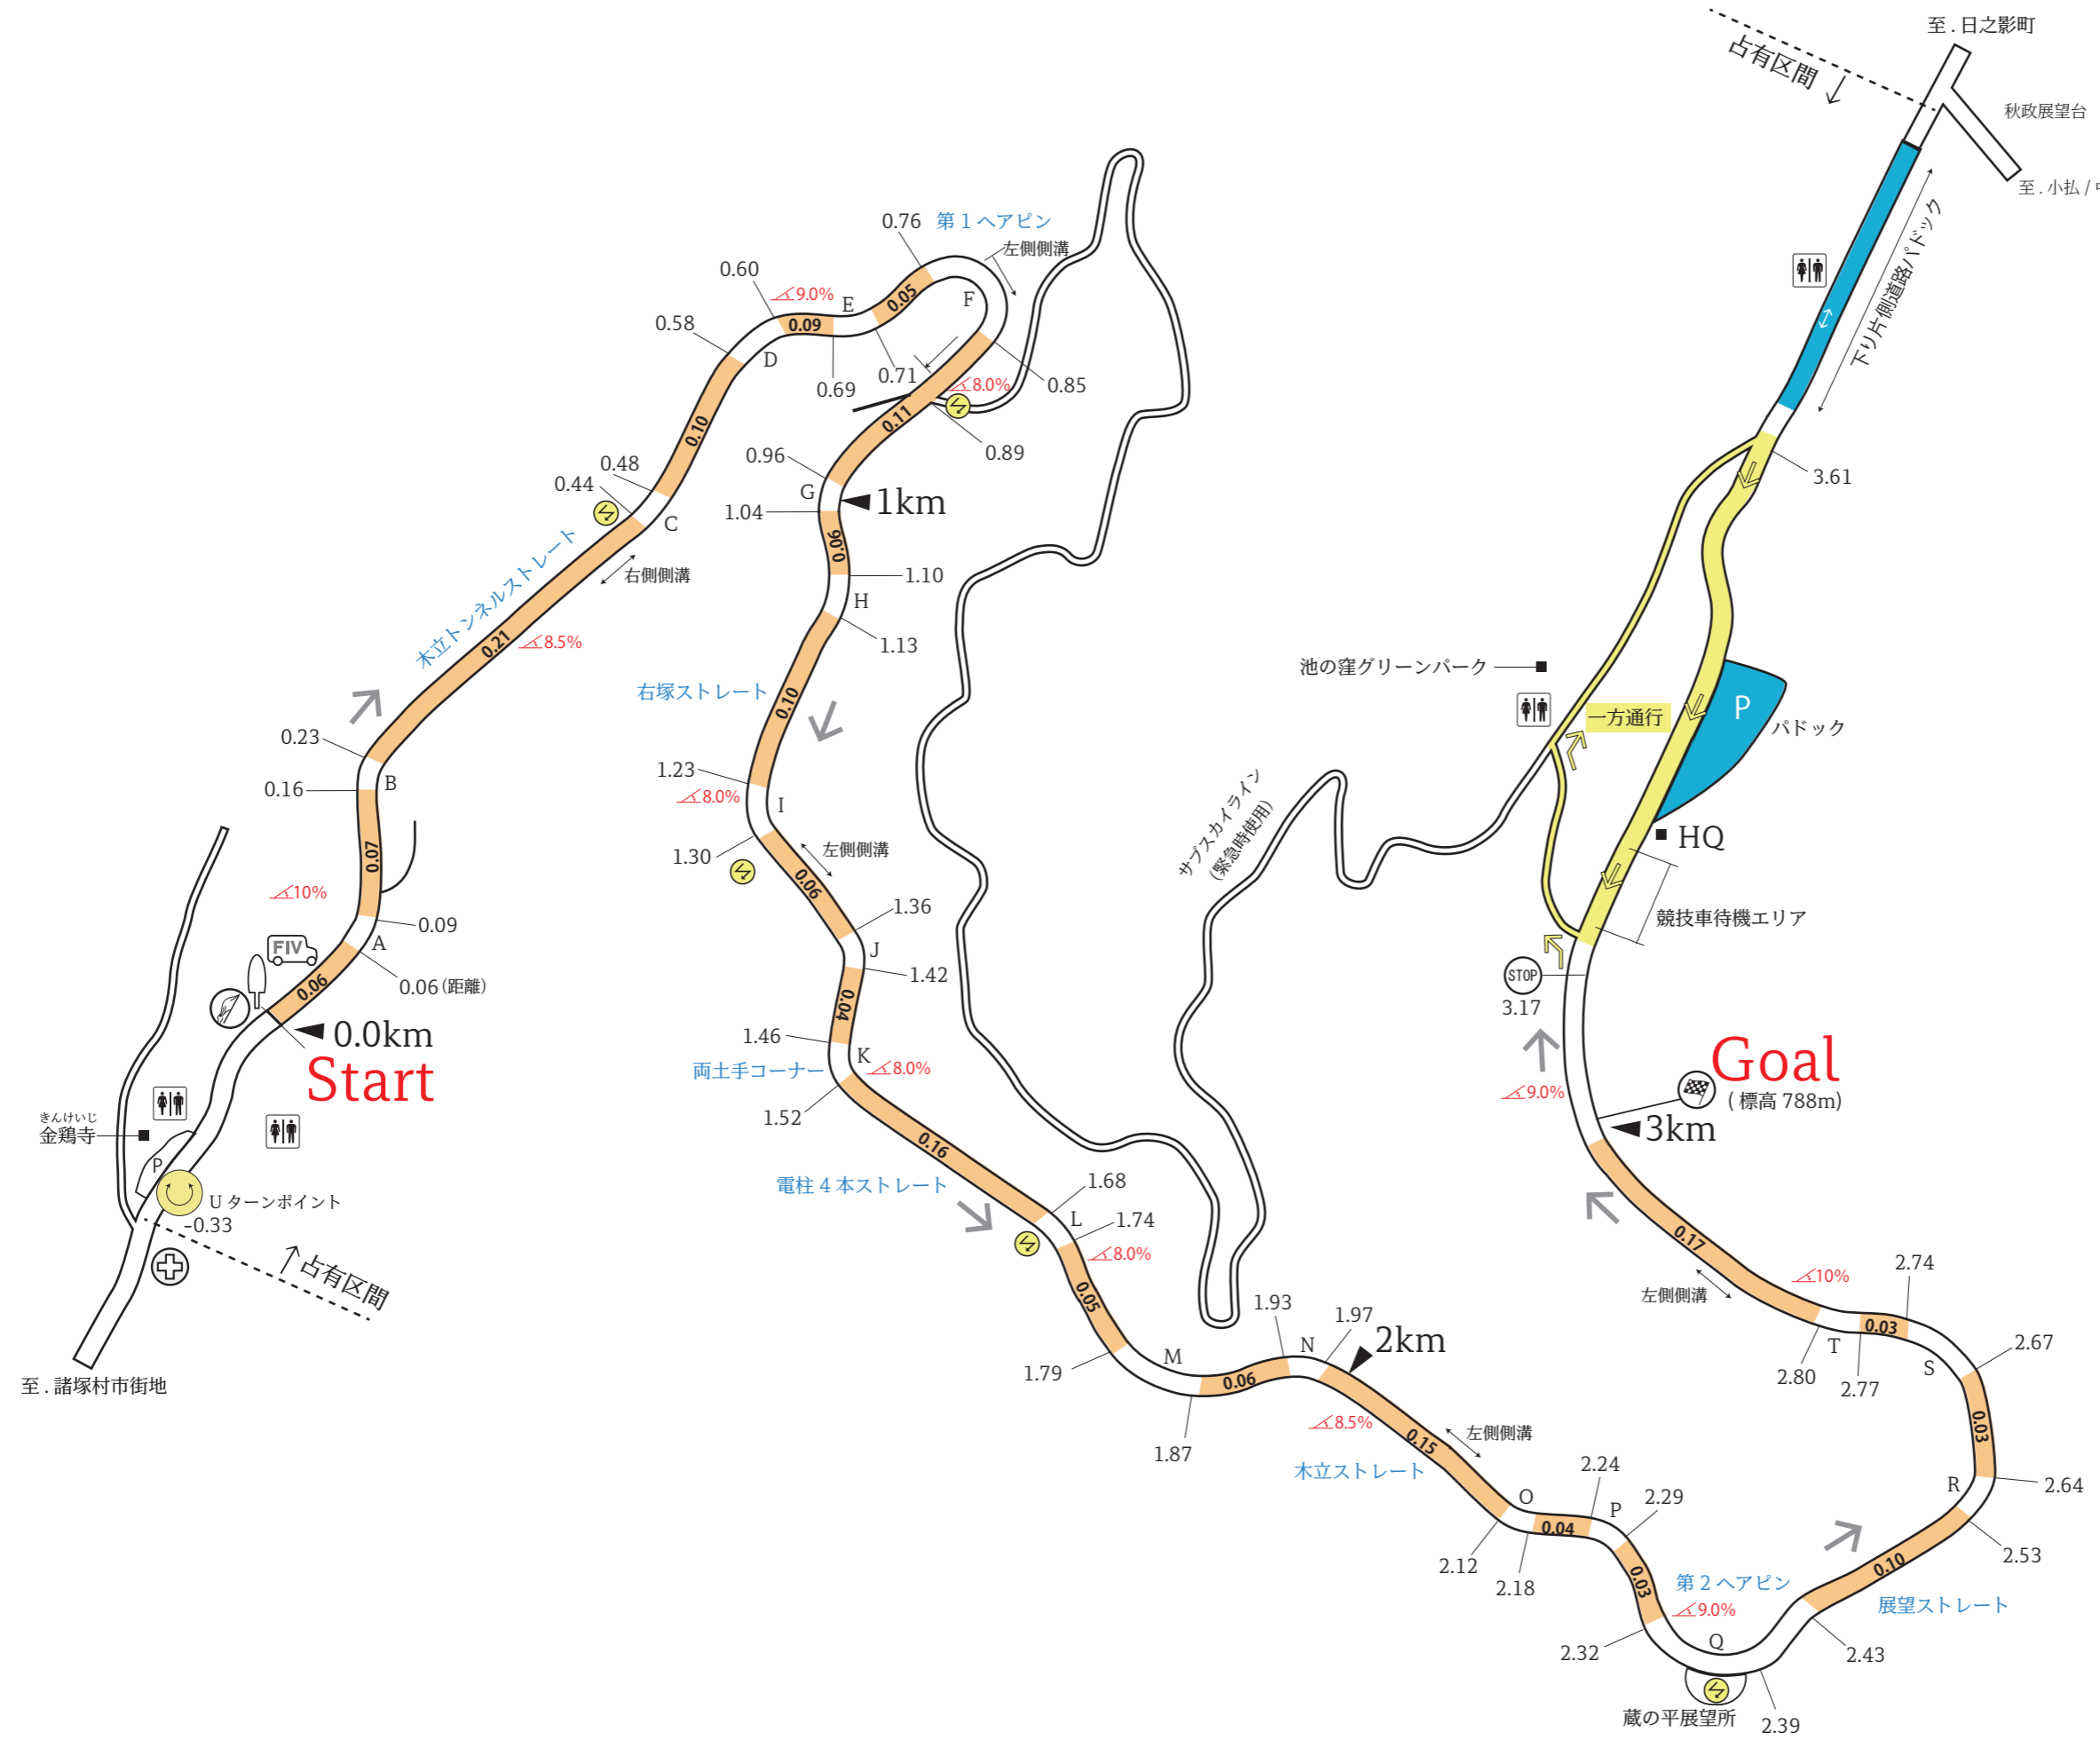 至 . 日之影町
占有区間
秋政展望台
至 . 小払 / 中
下り片側道路パドック
3.61
池の窪グリーンパーク
一方通行
P
パドック
HQ
競技車待機エリア
STOP
3.17
Goal
( 標高 788m)
3km
9.0%
サブスカイライン
(緊急時使用)
0.76
第 1 ヘアピン
左側側溝
0.60
9.0%
E
0.05
F
0.58
0.09
D
0.69
0.71
8.0%
0.85
0.10
0.11
0.89
0.48
0.44
C
0.96
G
1km
1.04
木立トンネルストレート
右側側溝
0.21
8.5%
0.06
1.10
H
1.13
右塚ストレート
0.10
0.23
B
0.16
1.23
8.0%
I
1.30
左側側溝
0.06
0.07
10%
0.09
A
FIV
0.06
0.06 (距離)
0.0km
Start
きんけいじ
金鶏寺
P
U ターンポイント
-0.33
占有区間
至 . 諸塚村市街地
1.36
J
1.42
0.04
1.46
K
8.0%
両土手コーナー
1.52
0.16
電柱 4 本ストレート
1.68
L
1.74
8.0%
0.05
1.79
M
1.87
0.06
1.93
N
1.97
2km
8.5%
0.15
左側側溝
木立ストレート
O
2.12
2.18
0.04
2.24
P
2.29
0.03
第 2 ヘアピン
9.0%
2.32
Q
蔵の平展望所
2.39
2.43
0.10
展望ストレート
2.53
R
2.64
0.03
2.67
S
2.74
0.03
T
2.77
2.80
10%
左側側溝
0.17